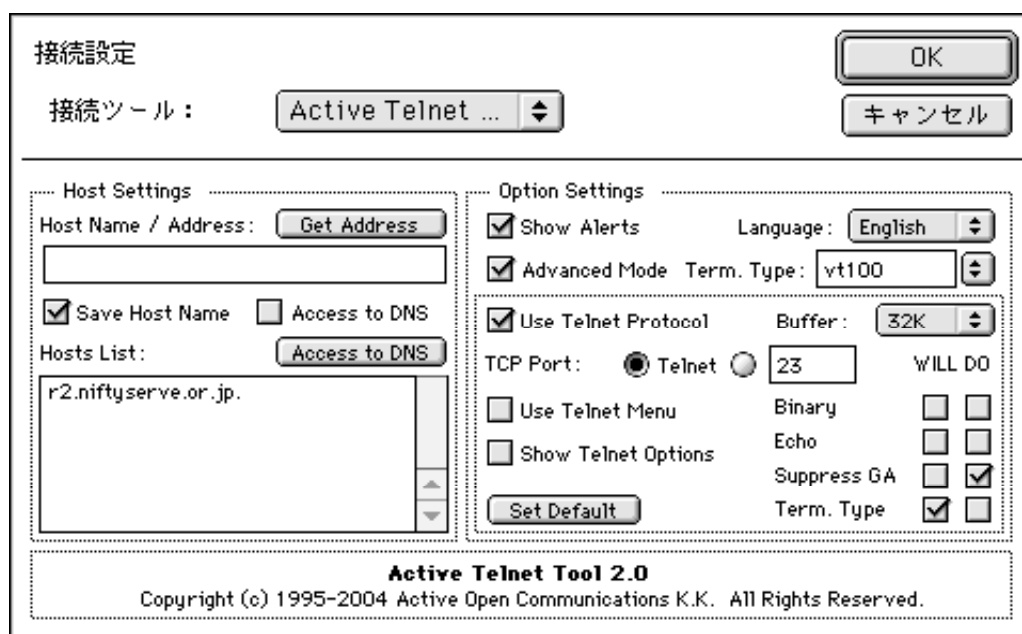 接続設定
OK
接続ツール：
Active Telnet ...
キャンセル
Host Settings
Host Name / Address:
Get Address
Save Host Name
Access to DNS
Hosts List:
Access to DNS
r2.niftyserve.or.jp.
Option Settings
Show Alerts
Language:
English
Advanced Mode
Term. Type:
vt100
Use Telnet Protocol
Buffer:
32K
TCP Port:
Telnet
23
WILL DO
Use Telnet Menu
Binary
Echo
Show Telnet Options
Suppress GA
Set Default
Term. Type
Active Telnet Tool 2.0
Copyright (c) 1995-2004 Active Open Communications K.K. All Rights Reserved.